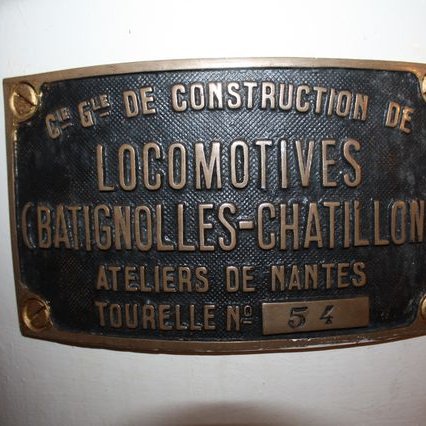 Cie Gle DE CONSTRUCTION DE
LOCOMOTIVES
(BATIGNOLLES-CHATILLON
ATELIERS DE NANTES
TOURELLE No 54